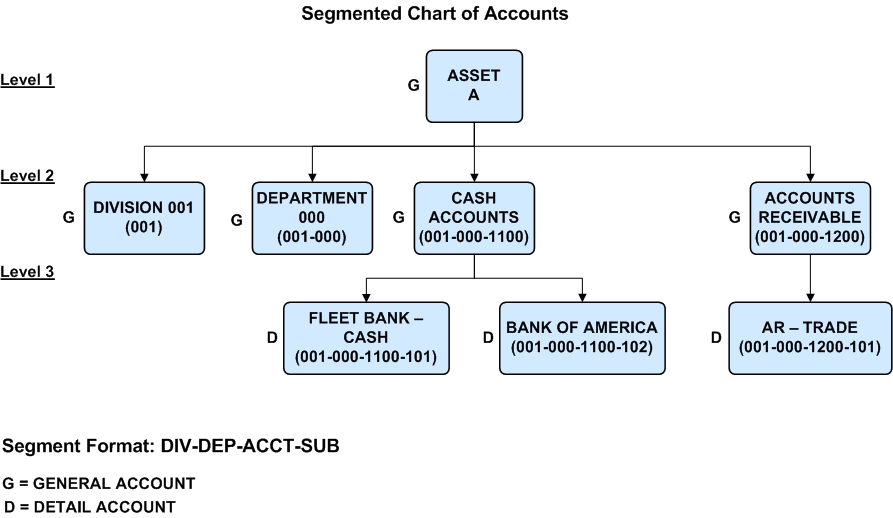 Segmented Chart of Accounts
Level 1
G
ASSET
A
Level 2
G
DIVISION 001
(001)
G
DEPARTMENT
000
(001-000)
G
CASH
ACCOUNTS
(001-000-1100)
G
ACCOUNTS
RECEIVABLE
(001-000-1200)
Level 3
D
FLEET BANK –
CASH
(001-000-1100-101)
D
BANK OF AMERICA
(001-000-1100-102)
D
AR – TRADE
(001-000-1200-101)
Segment Format: DIV-DEP-ACCT-SUB
G = GENERAL ACCOUNT
D = DETAIL ACCOUNT